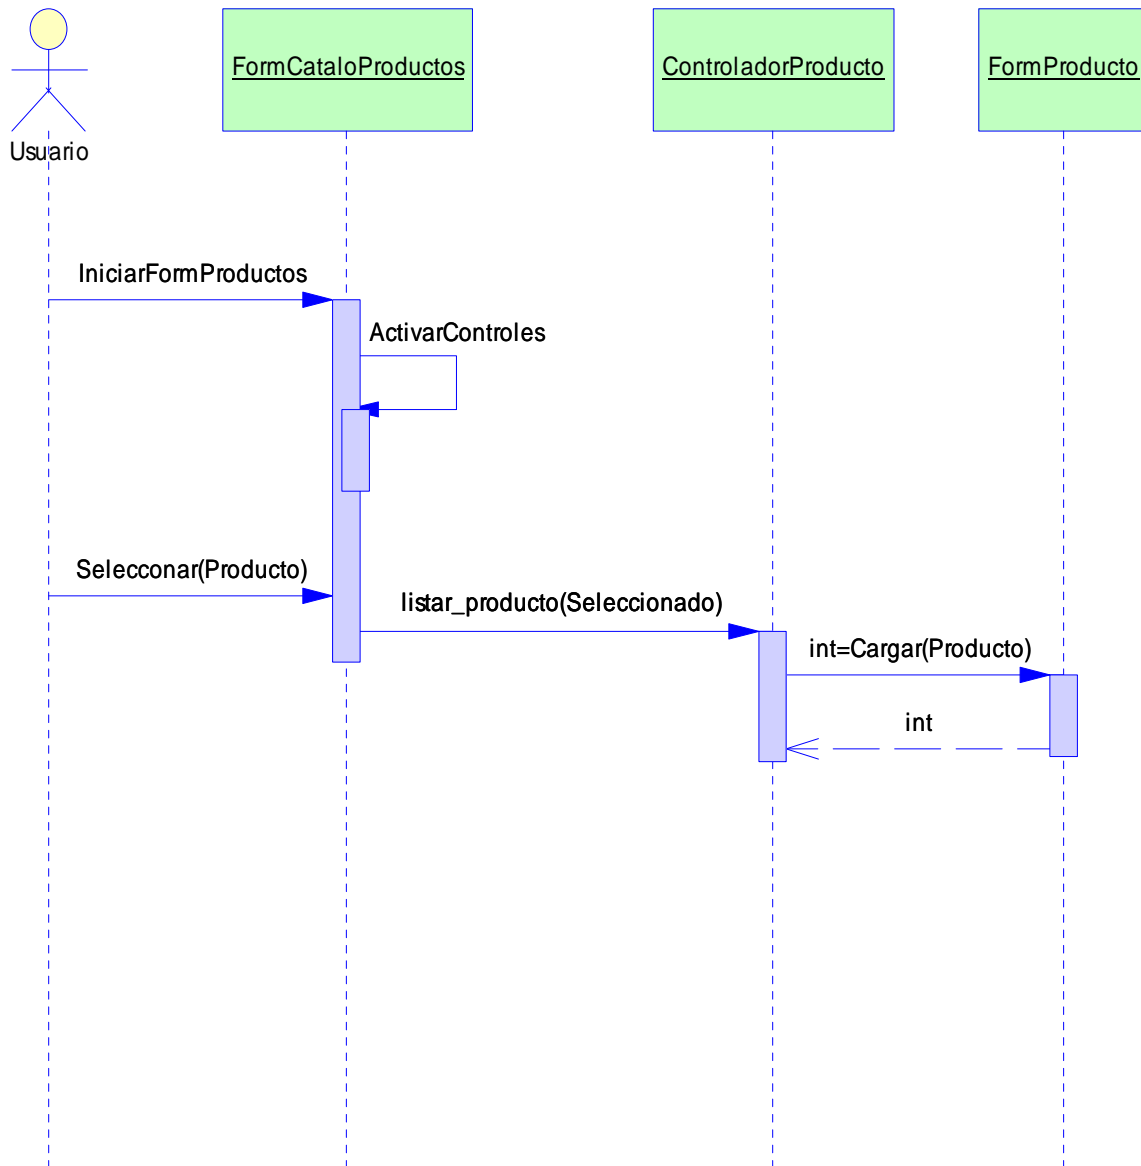 FormCataloProductos
ControladorProducto
FormProducto
Usuario
IniciarFormProductos
ActivarControles
Selecconar(Producto)
listar_producto(Seleccionado)
int=Cargar(Producto)
int